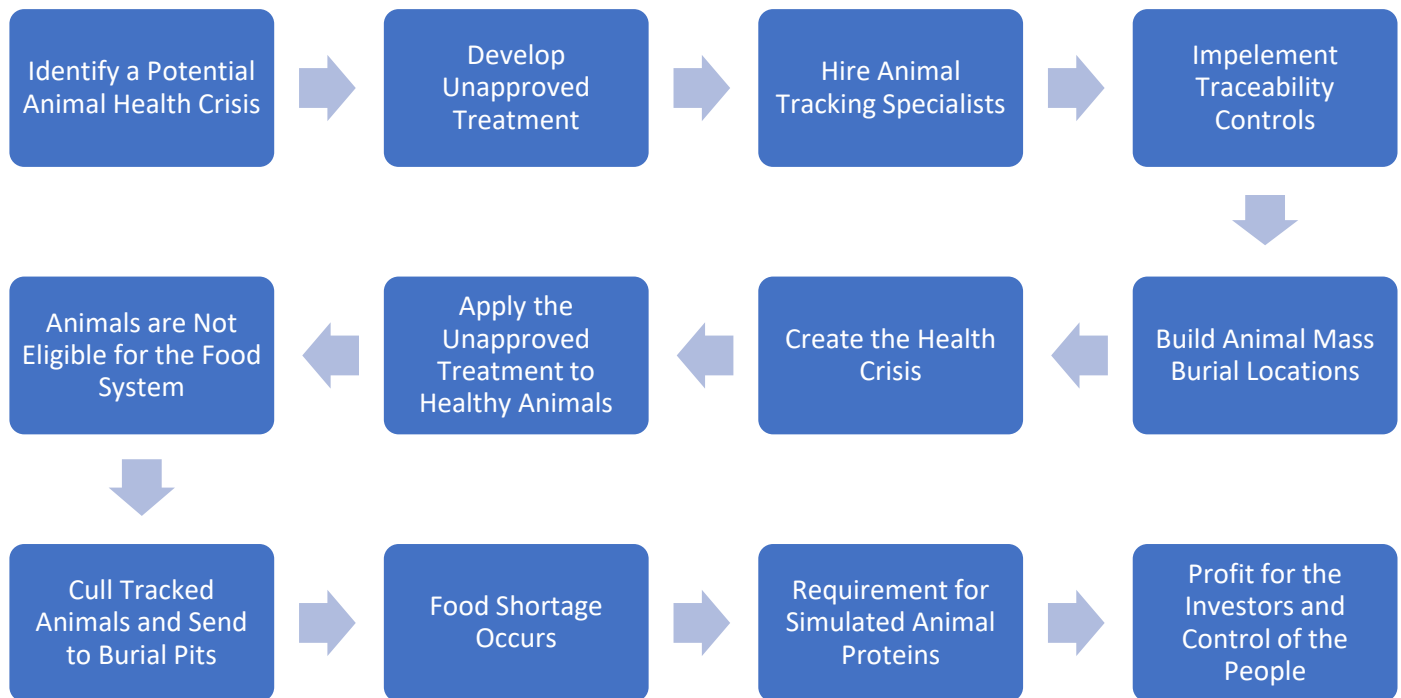 Identify a Potential
Animal Health Crisis
Develop
Unapproved
Treatment
Hire Animal
Tracking Specialists
Impelement
Traceability
Controls
Build Animal Mass
Burial Locations
Create the Health
Crisis
Apply the
Unapproved
Treatment to
Healthy Animals
Animals are Not
Eligible for the Food
System
Cull Tracked
Animals and Send
to Burial Pits
Food Shortage
Occurs
Requirement for
Simulated Animal
Proteins
Profit for the
Investors and
Control of the
People